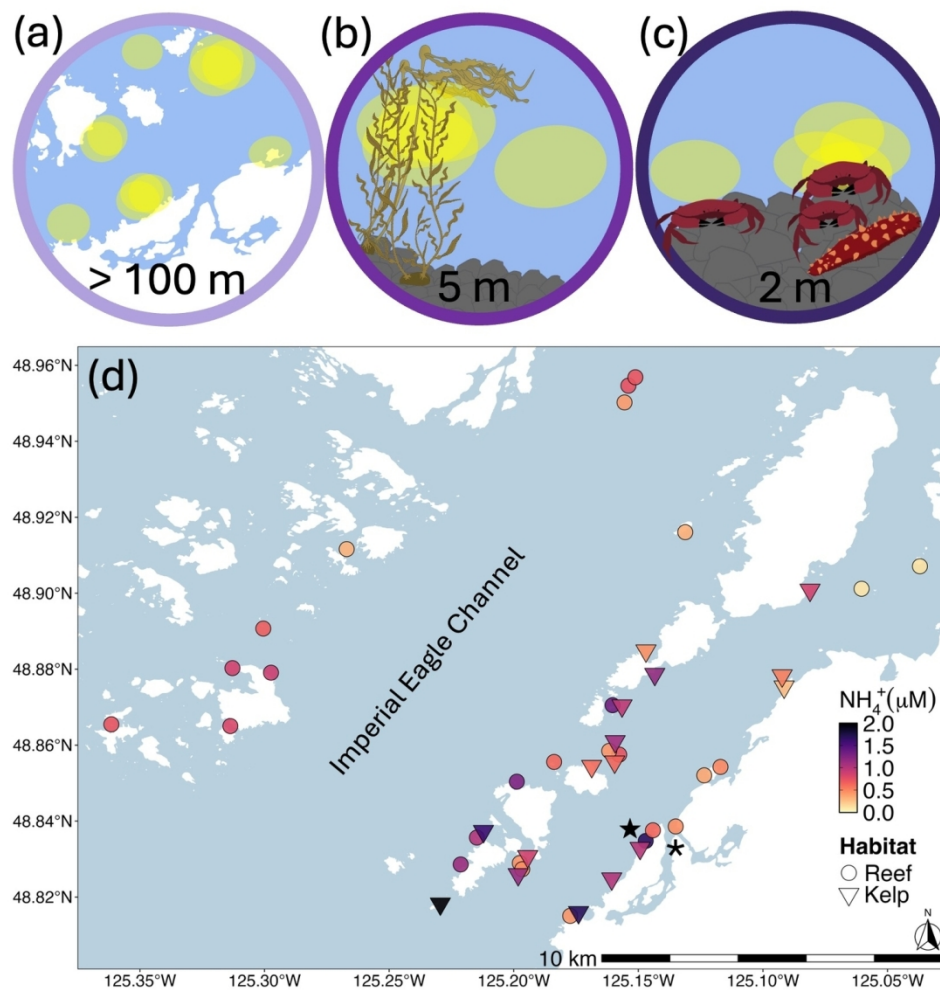 (a)
(b)
(c)
> 100 m
5 m
2 m
(d)
48.96°N
48.94°N
48.92°N
48.90°N
48.88°N
48.86°N
48.84°N
48.82°N
Imperial Eagle Channel
NH₄⁺(μM)
2.0
1.5
1.0
0.5
0.0
Habitat
Reef
Kelp
N
10 km
125.35°W
125.30°W
125.25°W
125.20°W
125.15°W
125.10°W
125.05°W